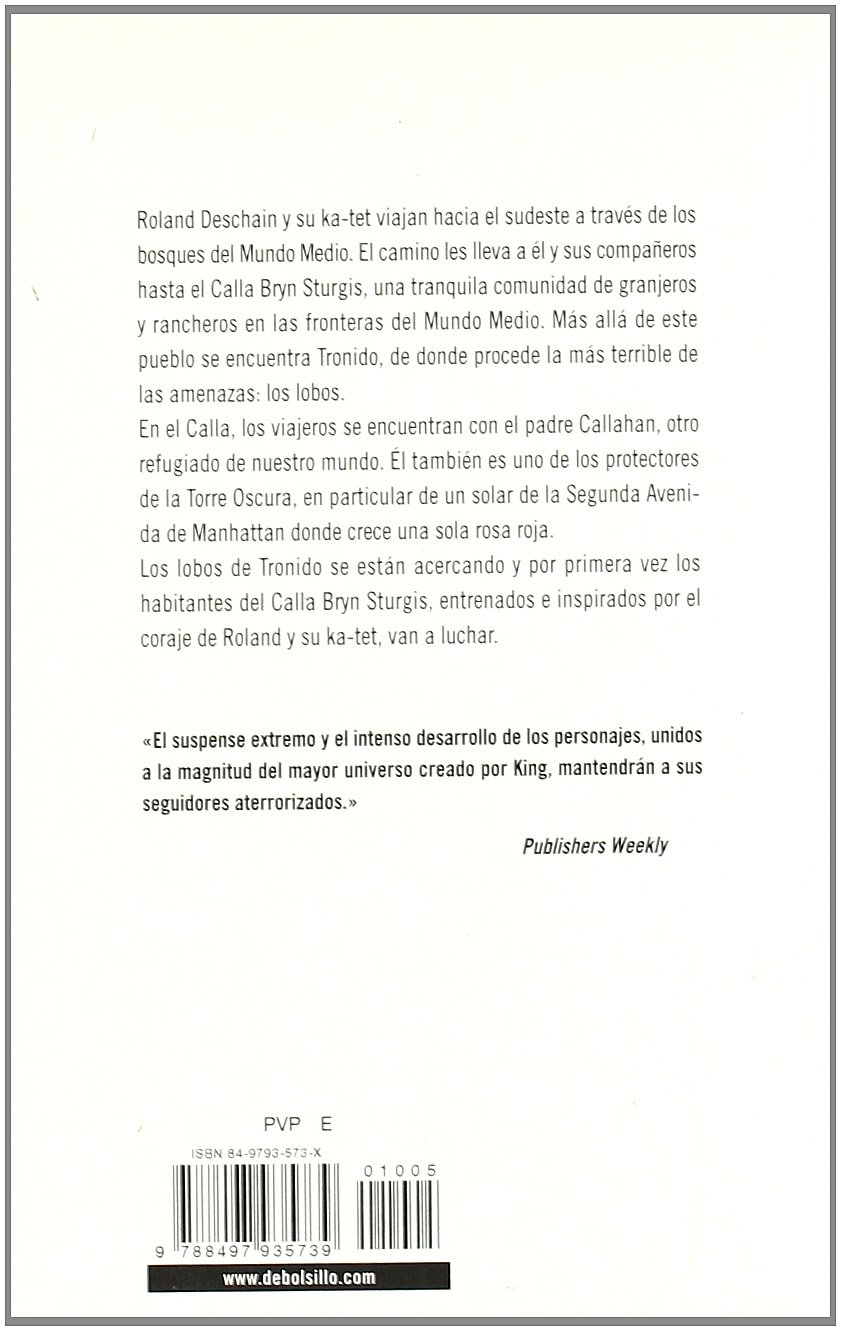 Roland Deschain y su ka-tet viajan hacia el sudeste a través de los
bosques del Mundo Medio. El camino les lleva a él y sus compañeros
hasta el Calla Bryn Sturgis, una tranquila comunidad de granjeros
y rancheros en las fronteras del Mundo Medio. Más allá de este
pueblo se encuentra Tronido, de donde procede la más terrible de
las amenazas: los lobos.
En el Calla, los viajeros se encuentran con el padre Callahan, otro
refugiado de nuestro mundo. Él también es uno de los protectores
de la Torre Oscura, en particular de un solar de la Segunda Aveni-
da de Manhattan donde crece una sola rosa roja.
Los lobos de Tronido se están acercando y por primera vez los
habitantes del Calla Bryn Sturgis, entrenados e inspirados por el
coraje de Roland y su ka-tet, van a luchar.
«El suspense extremo y el intenso desarrollo de los personajes, unidos
a la magnitud del mayor universo creado por King, mantendrán a sus
seguidores aterrorizados.»
Publishers Weekly
PVP E
ISBN 84-9793-573-X
01005
9 788497 935739
www.debolsillo.com